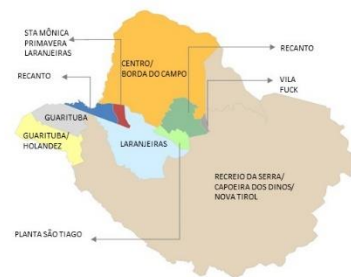 STA MÔNICA
PRIMAVERA
LARANJEIRAS
RECANTO
CENTRO/
BORDA DO CAMPO
RECANTO
VILA
FUCK
GUARITUBA
GUARITUBA/
HOLANDEZ
LARANJEIRAS
RECREIO DA SERRA/
CAPOEIRA DOS DINOS/
NOVA TIROL
PLANTA SÃO TIAGO